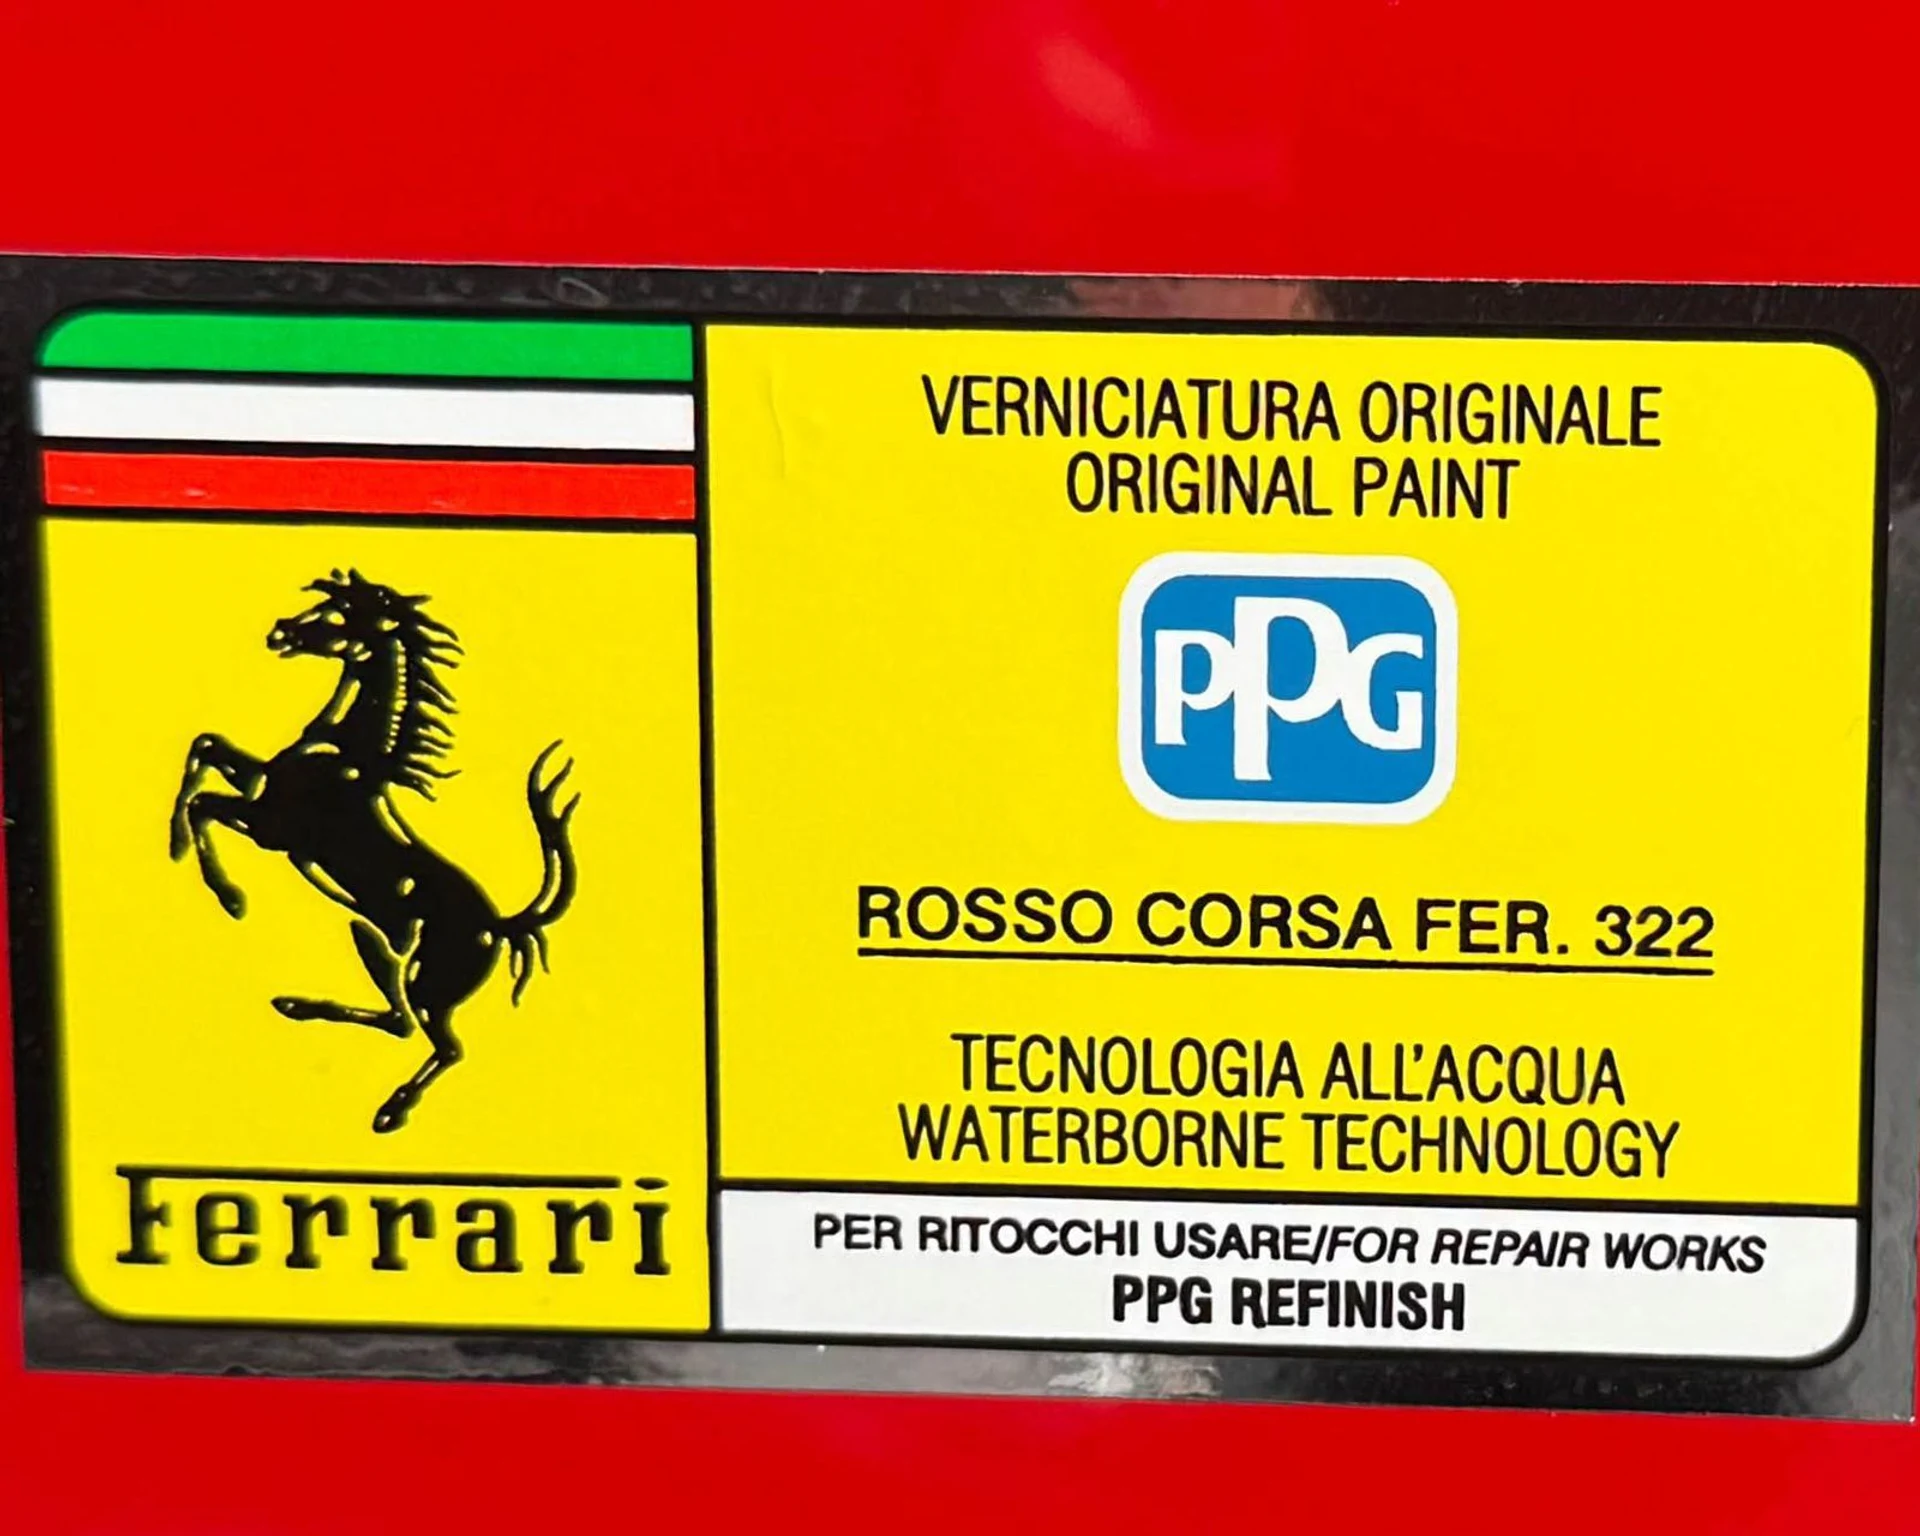 VERNICIATURA ORIGINALE
ORIGINAL PAINT
PPG
ROSSO CORSA FER. 322
TECNOLOGIA ALL'ACQUA
WATERBORNE TECHNOLOGY
Ferrari
PER RITOCCHI USARE/FOR REPAIR WORKS
PPG REFINISH